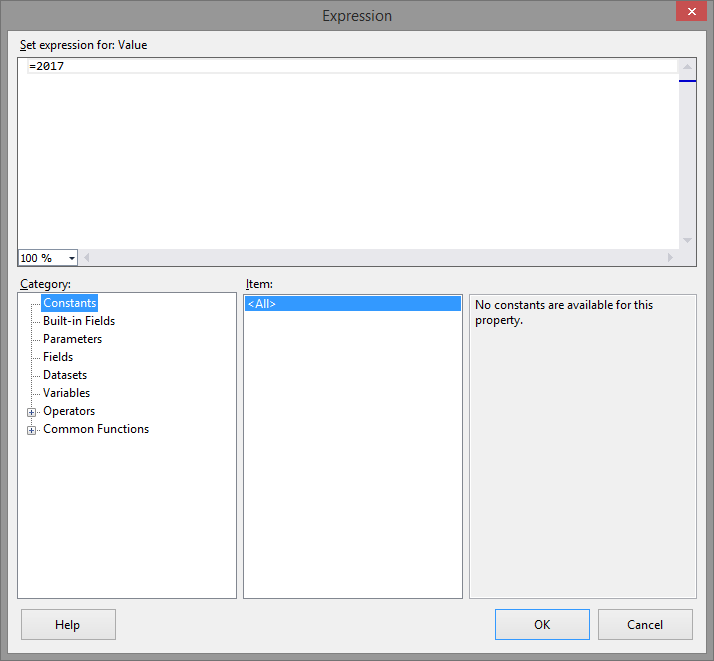 Expression
Set expression for: Value
=2017
100 %
Category:
Constants
Built-in Fields
Parameters
Fields
Datasets
Variables
Operators
Common Functions
Item:
<All>
No constants are available for this
property.
Help
OK
Cancel